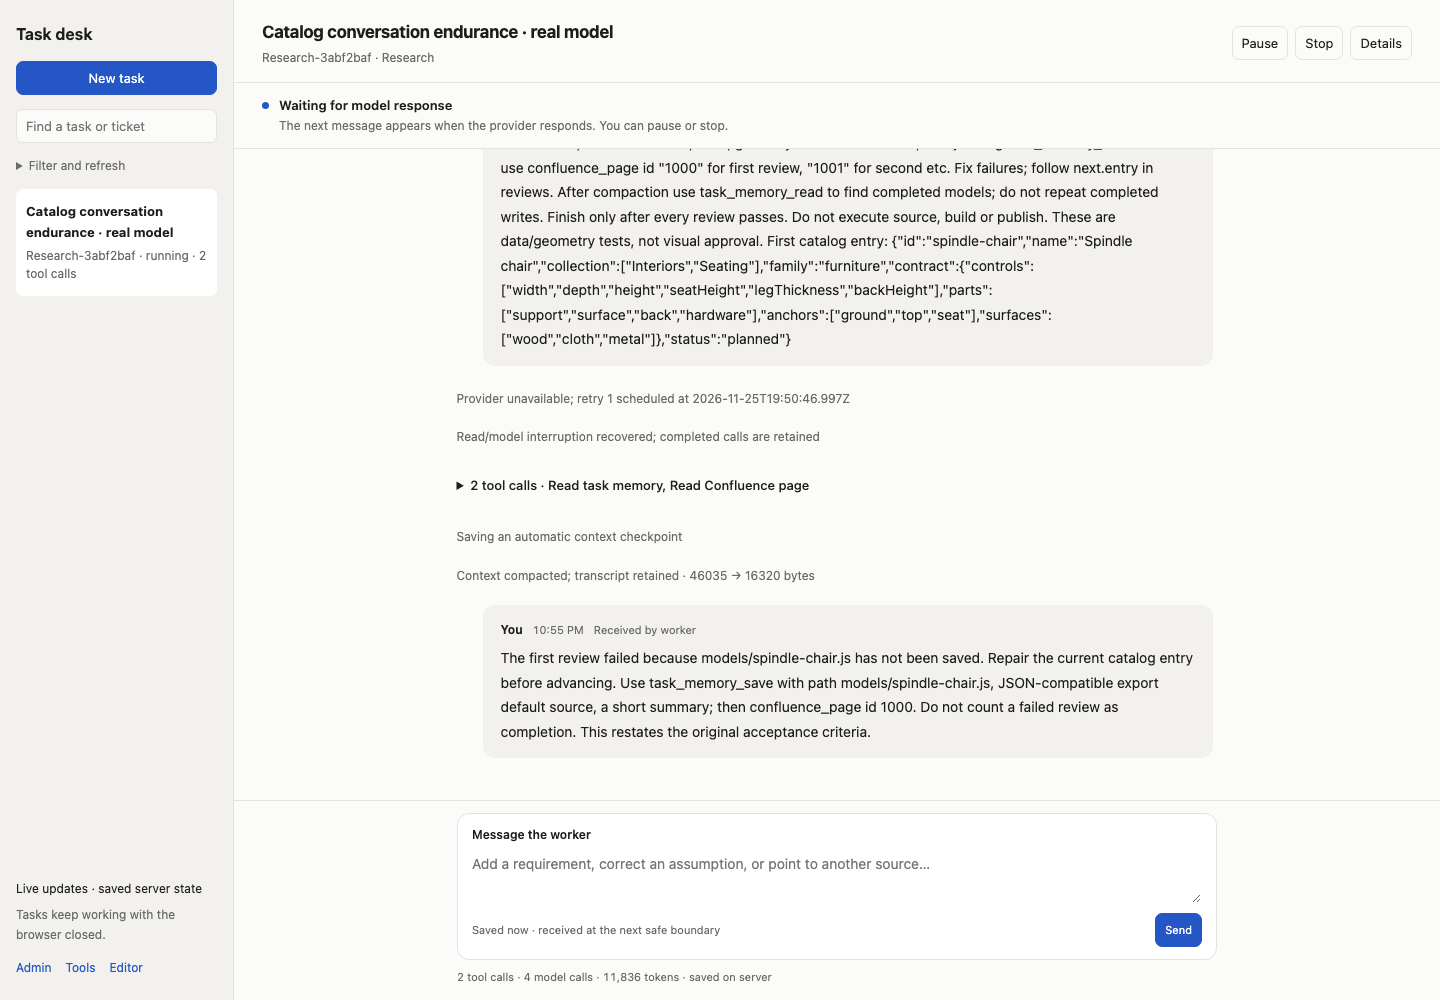 Task desk
New task
Find a task or ticket
Filter and refresh
Catalog conversation
endurance · real model
Research-3abf2baf · running · 2
tool calls
Live updates · saved server state
Tasks keep working with the
browser closed.
Admin Tools Editor
Catalog conversation endurance · real model
Research-3abf2baf · Research
Pause Stop Details
Waiting for model response
The next message appears when the provider responds. You can pause or stop.
use confluence_page id "1000" for first review, "1001" for second etc. Fix failures; follow next.entry in
reviews. After compaction use task_memory_read to find completed models; do not repeat completed
writes. Finish only after every review passes. Do not execute source, build or publish. These are
data/geometry tests, not visual approval. First catalog entry: {"id":"spindle-chair","name":"Spindle
chair","collection":["Interiors","Seating"],"family":"furniture","contract":{"controls":
["width","depth","height","seatHeight","legThickness","backHeight"],"parts":
["support","surface","back","hardware"],"anchors":["ground","top","seat"],"surfaces":
["wood","cloth","metal"]},"status":"planned"}
Provider unavailable; retry 1 scheduled at 2026-11-25T19:50:46.997Z
Read/model interruption recovered; completed calls are retained
2 tool calls · Read task memory, Read Confluence page
Saving an automatic context checkpoint
Context compacted; transcript retained · 46035 → 16320 bytes
You 10:55 PM Received by worker
The first review failed because models/spindle-chair.js has not been saved. Repair the current catalog entry
before advancing. Use task_memory_save with path models/spindle-chair.js, JSON-compatible export
default source, a short summary; then confluence_page id 1000. Do not count a failed review as
completion. This restates the original acceptance criteria.
Message the worker
Add a requirement, correct an assumption, or point to another source...
Saved now · received at the next safe boundary
Send
2 tool calls · 4 model calls · 11,836 tokens · saved on server